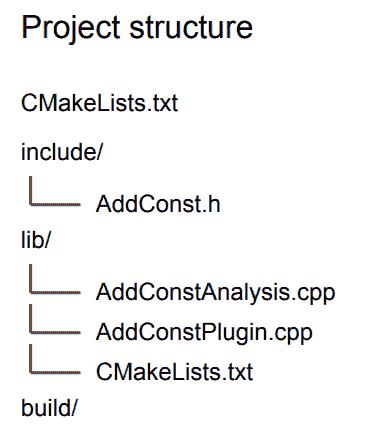 Project structure
CMakeLists.txt
include/
AddConst.h
lib/
AddConstAnalysis.cpp
AddConstPlugin.cpp
CMakeLists.txt
build/